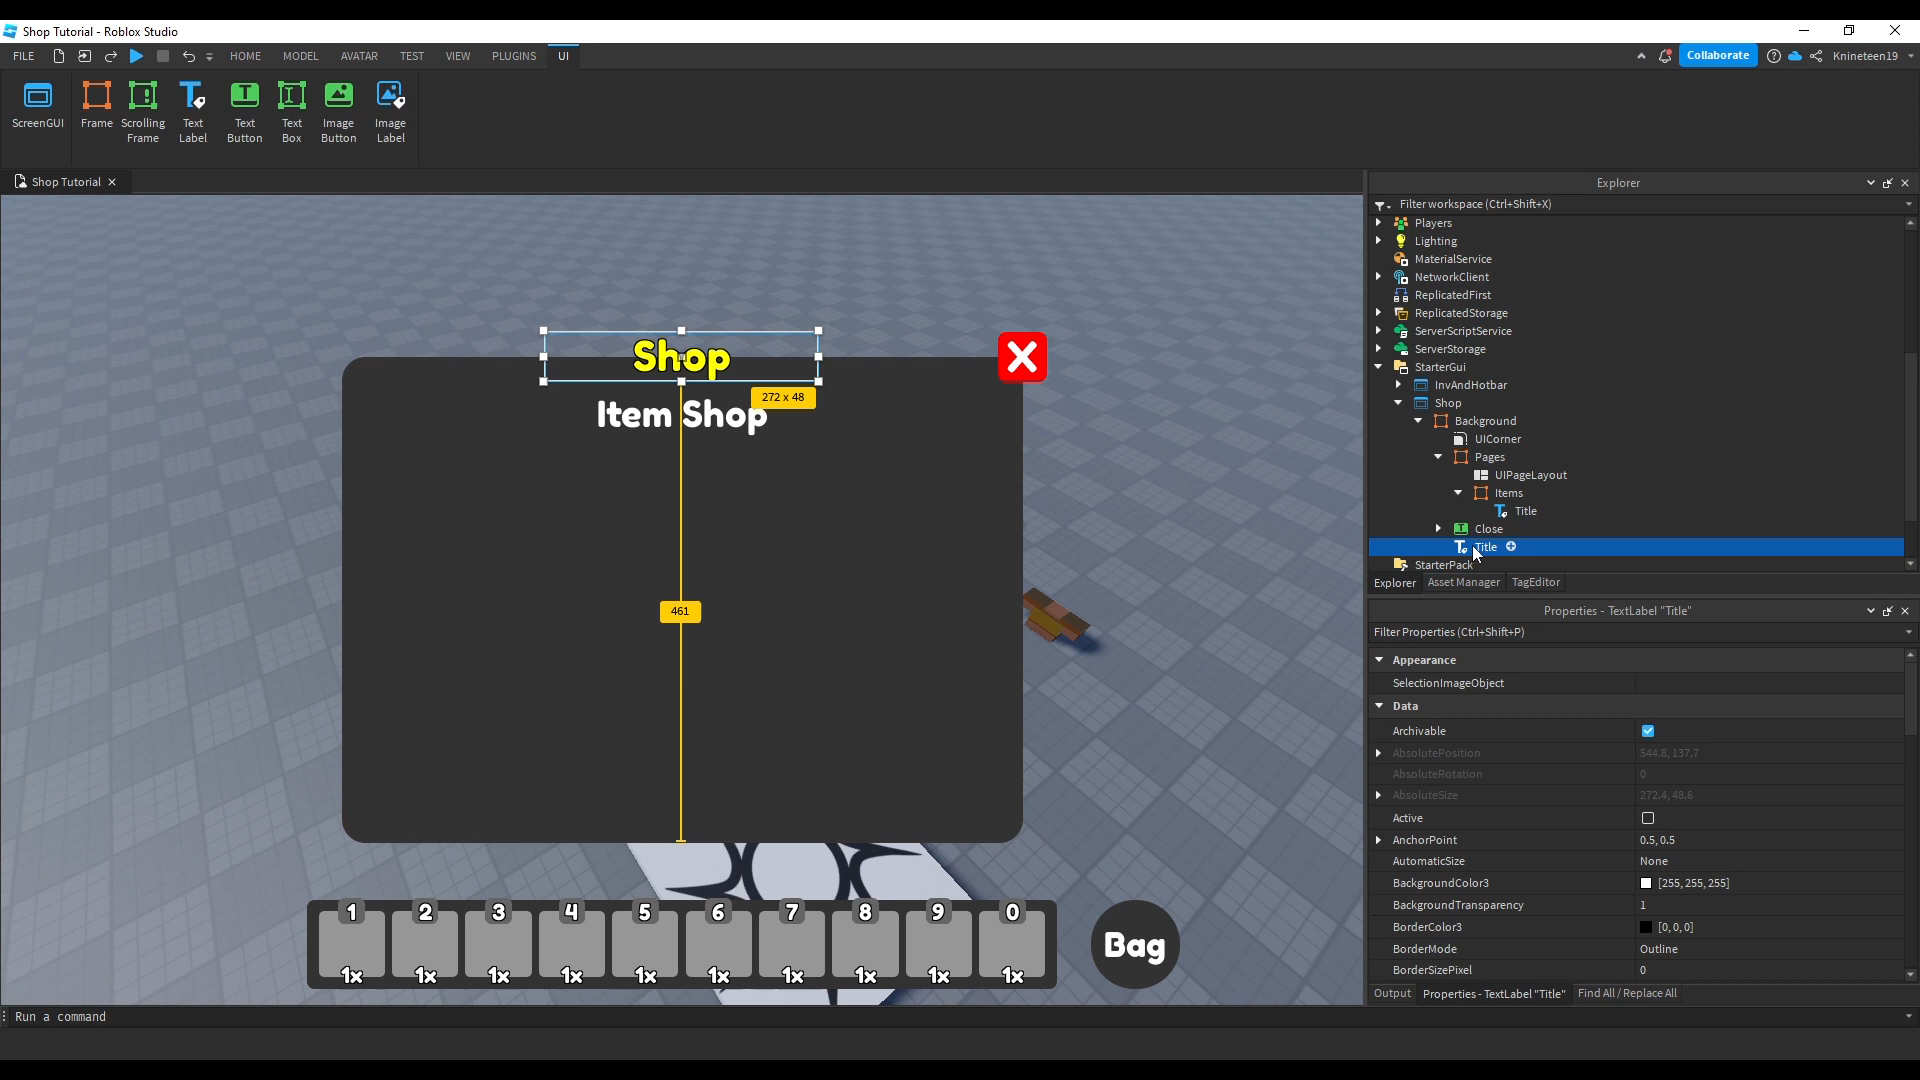 Shop Tutorial - Roblox Studio
FILE HOME MODEL AVATAR TEST VIEW PLUGINS UI Collaborate Knineteen19
ScreenGUI Frame Scrolling Frame Text Label Text Button Text Box Image Button Image Label
Shop Tutorial
Explorer
Filter workspace (Ctrl+Shift+X)
Players
Lighting
MaterialService
NetworkClient
ReplicatedFirst
ReplicatedStorage
ServerScriptService
ServerStorage
StarterGui
InvAndHotbar
Shop
Background
UICorner
Pages
UIPageLayout
Items
Title
Close
Title
StarterPack
Explorer Asset Manager TagEditor
Shop
272 x 48
Item Shop
461
Properties - TextLabel "Title"
Filter Properties (Ctrl+Shift+P)
Appearance
SelectionImageObject
Data
Archivable
AbsolutePosition 544.8, 137.7
AbsoluteRotation 0
AbsoluteSize 272.4, 48.6
Active
AnchorPoint 0.5, 0.5
AutomaticSize None
BackgroundColor3 [255, 255, 255]
BackgroundTransparency 1
BorderColor3 [0, 0, 0]
BorderMode Outline
BorderSizePixel 0
Output Properties - TextLabel "Title" Find All / Replace All
1 2 3 4 5 6 7 8 9 0
1x 1x 1x 1x 1x 1x 1x 1x 1x 1x
Bag
Run a command